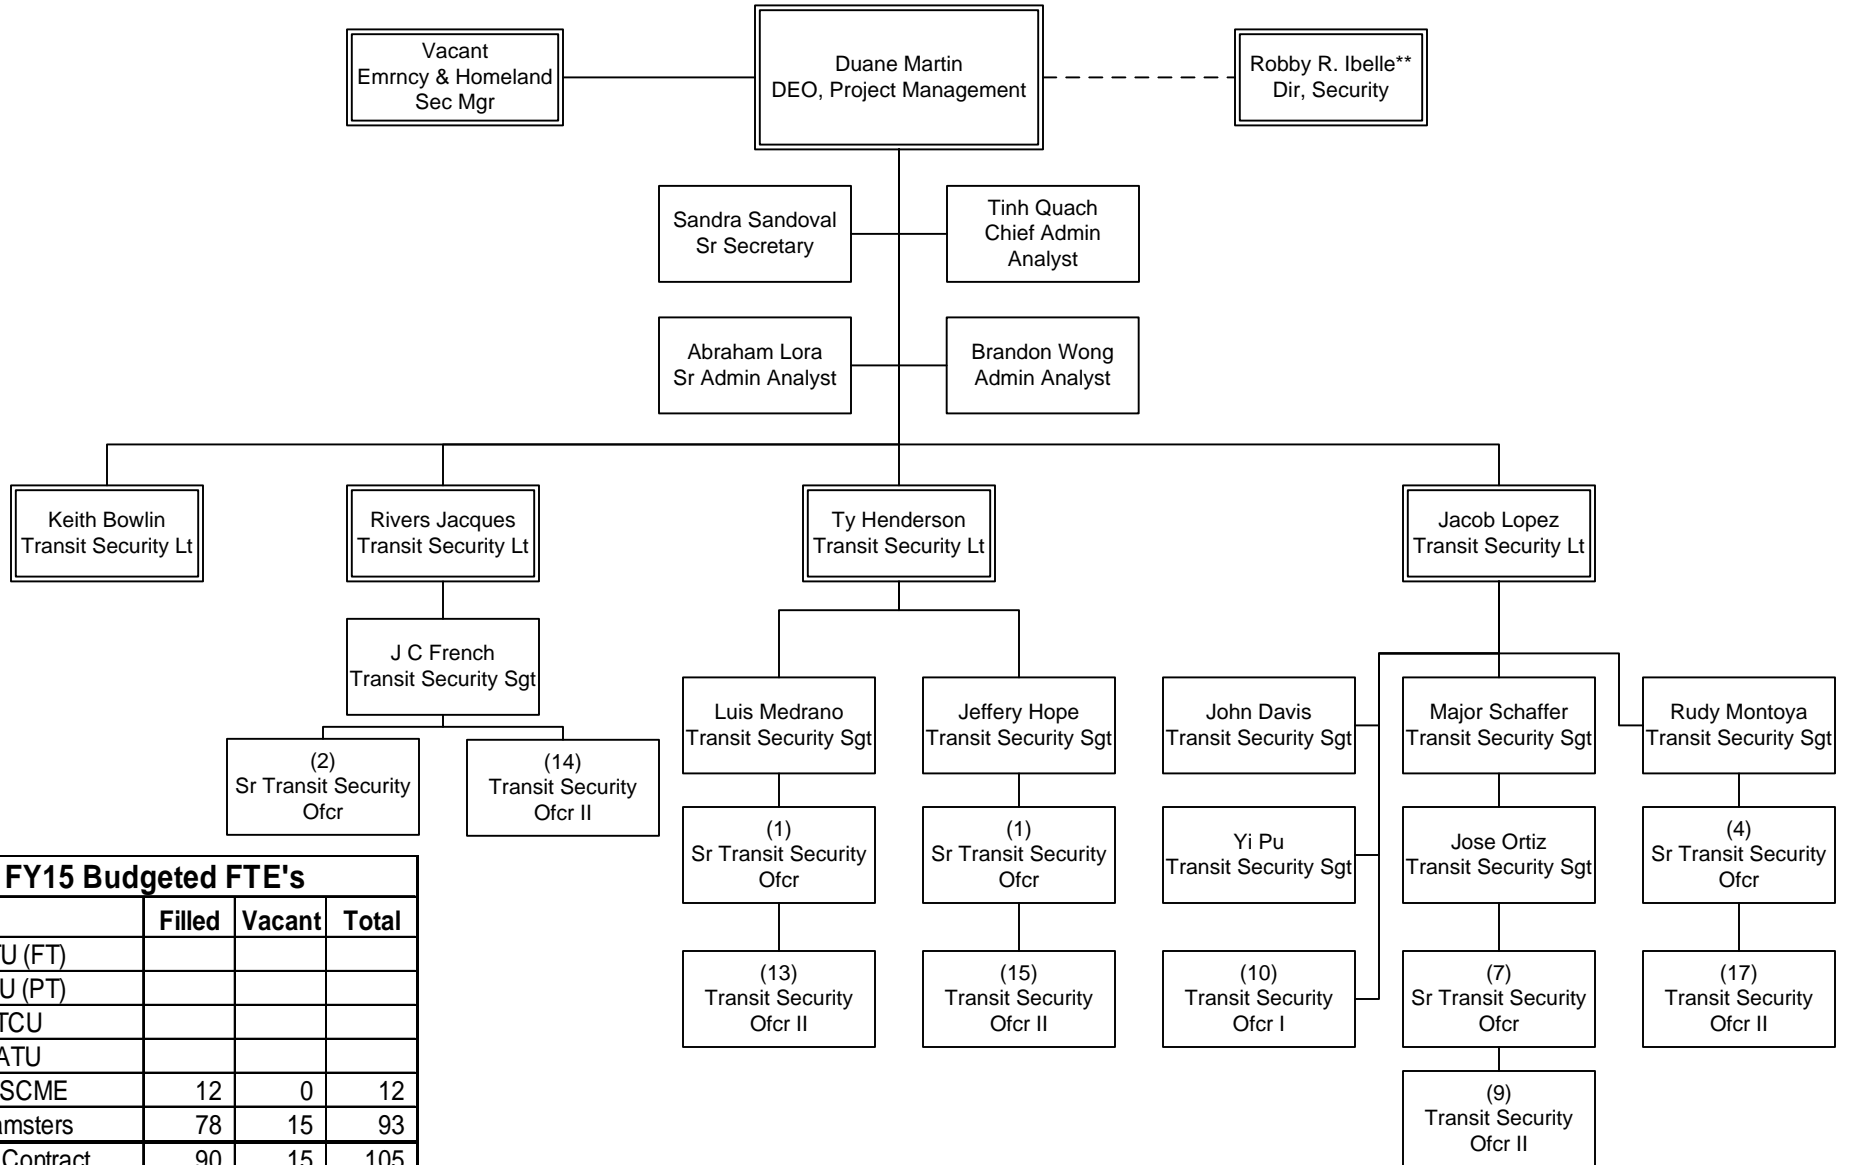 Vacant
Emrncy & Homeland
Sec Mgr
Duane Martin
DEO, Project Management
Robby R. Ibelle**
Dir, Security
Sandra Sandoval
Sr Secretary
Tinh Quach
Chief Admin
Analyst
Abraham Lora
Sr Admin Analyst
Brandon Wong
Admin Analyst
Keith Bowlin
Transit Security Lt
Rivers Jacques
Transit Security Lt
Ty Henderson
Transit Security Lt
Jacob Lopez
Transit Security Lt
J C French
Transit Security Sgt
(2)
Sr Transit Security
Ofcr
(14)
Transit Security
Ofcr II
Luis Medrano
Transit Security Sgt
Jeffery Hope
Transit Security Sgt
John Davis
Transit Security Sgt
Major Schaffer
Transit Security Sgt
Rudy Montoya
Transit Security Sgt
(1)
Sr Transit Security
Ofcr
(1)
Sr Transit Security
Ofcr
Yi Pu
Transit Security Sgt
Jose Ortiz
Transit Security Sgt
(4)
Sr Transit Security
Ofcr
(13)
Transit Security
Ofcr II
(15)
Transit Security
Ofcr II
(10)
Transit Security
Ofcr I
(7)
Sr Transit Security
Ofcr
(17)
Transit Security
Ofcr II
(9)
Transit Security
Ofcr II
FY15 Budgeted FTE's
Filled Vacant Total
U (FT)
U (PT)
TCU
ATU
SCME 12 0 12
amsters 78 15 93
Contract 90 15 105